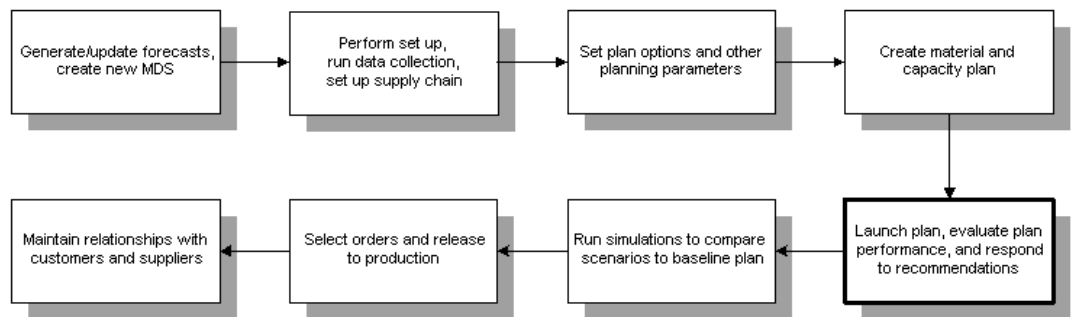 Generate/update forecasts,
create new MDS
Perform set up,
run data collection,
set up supply chain
Set plan options and other
planning parameters
Create material and
capacity plan
Launch plan, evaluate plan
performance, and respond
to recommendations
Run simulations to compare
scenarios to baseline plan
Select orders and release
to production
Maintain relationships with
customers and suppliers